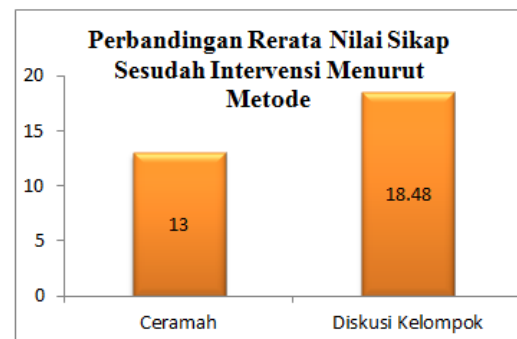 Perbandingan Rerata Nilai Sikap
Sesudah Intervensi Menurut
Metode
20
15
10
5
0
13
18.48
Ceramah
Diskusi Kelompok